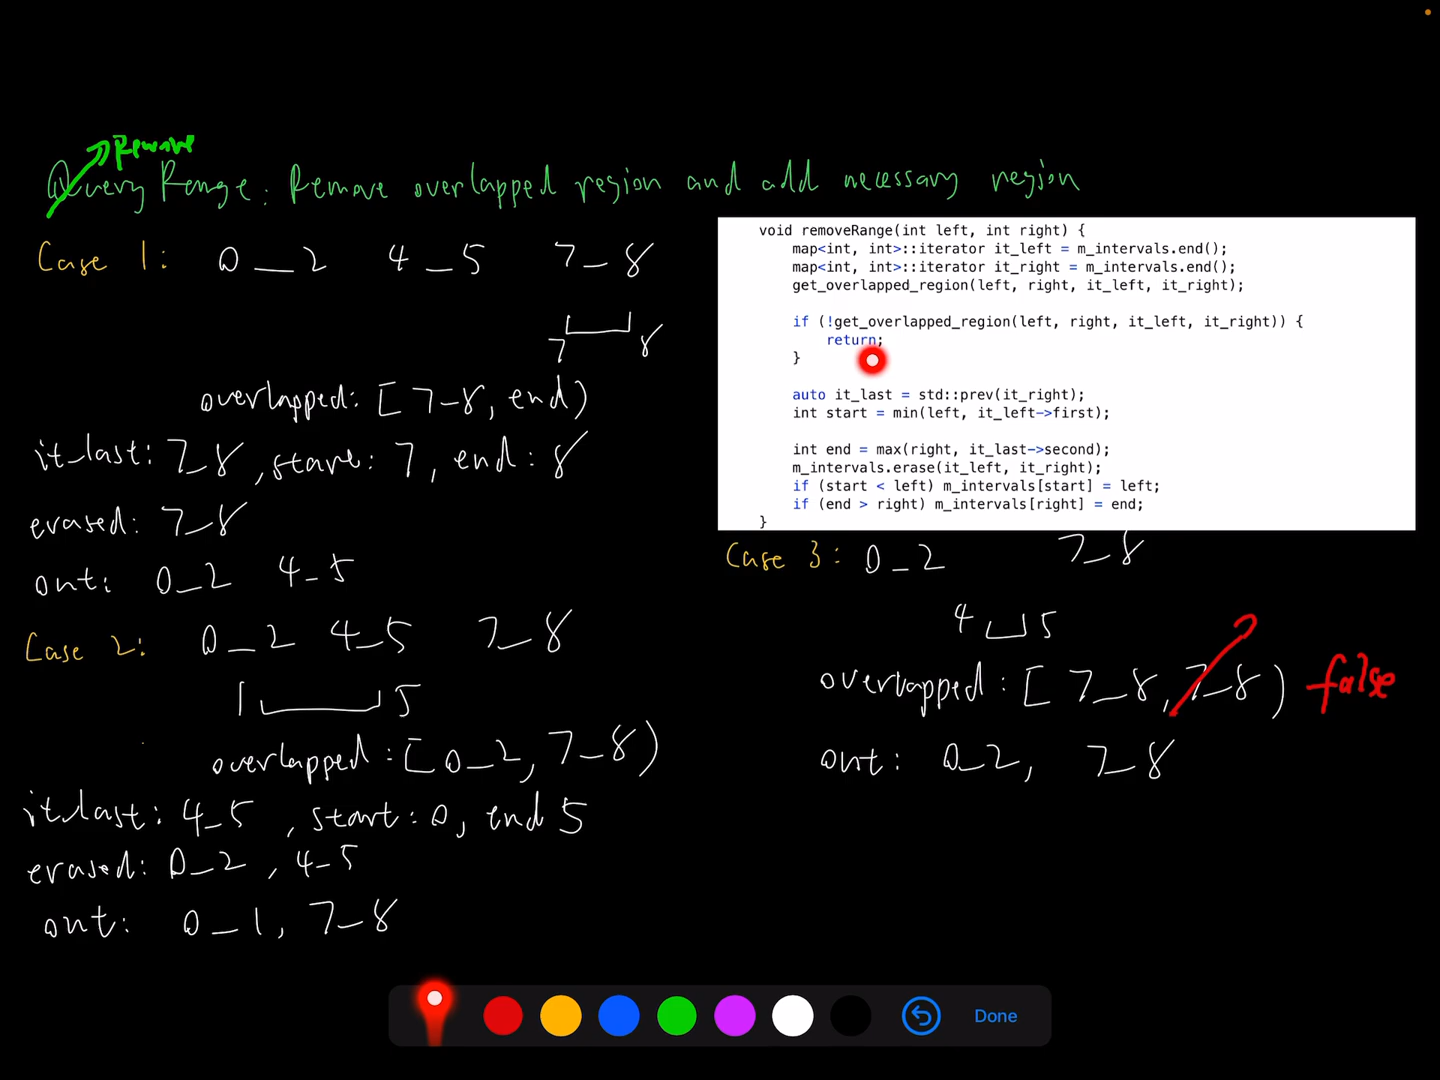 Remove
Query Range: Remove overlapped region and add necessary region
Case 1: 0_2 4_5 7_8
7 8
overlapped: [7-8, end)
it_last: 7_8, start: 7, end: 8
erased: 7_8
out: 0_2 4_5
Case 2: 0_2 4_5 7_8
1 5
overlapped: [0_2, 7_8)
it_last: 4_5, start: 0, end 5
erased: 0_2, 4-5
out: 0_1, 7_8
void removeRange(int left, int right) {
map<int, int>::iterator it_left = m_intervals.end();
map<int, int>::iterator it_right = m_intervals.end();
get_overlapped_region(left, right, it_left, it_right);
if (!get_overlapped_region(left, right, it_left, it_right)) {
return;
}
auto it_last = std::prev(it_right);
int start = min(left, it_left->first);
int end = max(right, it_last->second);
m_intervals.erase(it_left, it_right);
if (start < left) m_intervals[start] = left;
if (end > right) m_intervals[right] = end;
}
Case 3: 0_2 7_8
4 5
overlapped: [7_8, 7_8) false
out: 0_2, 7_8
Done